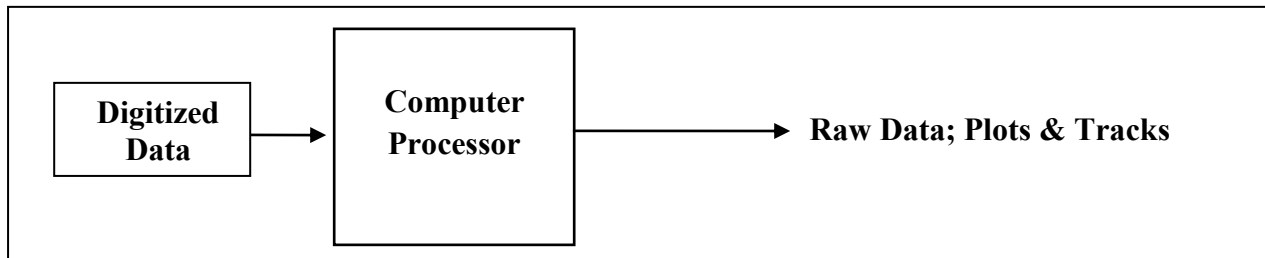 Digitized
Data
Computer
Processor
Raw Data; Plots & Tracks